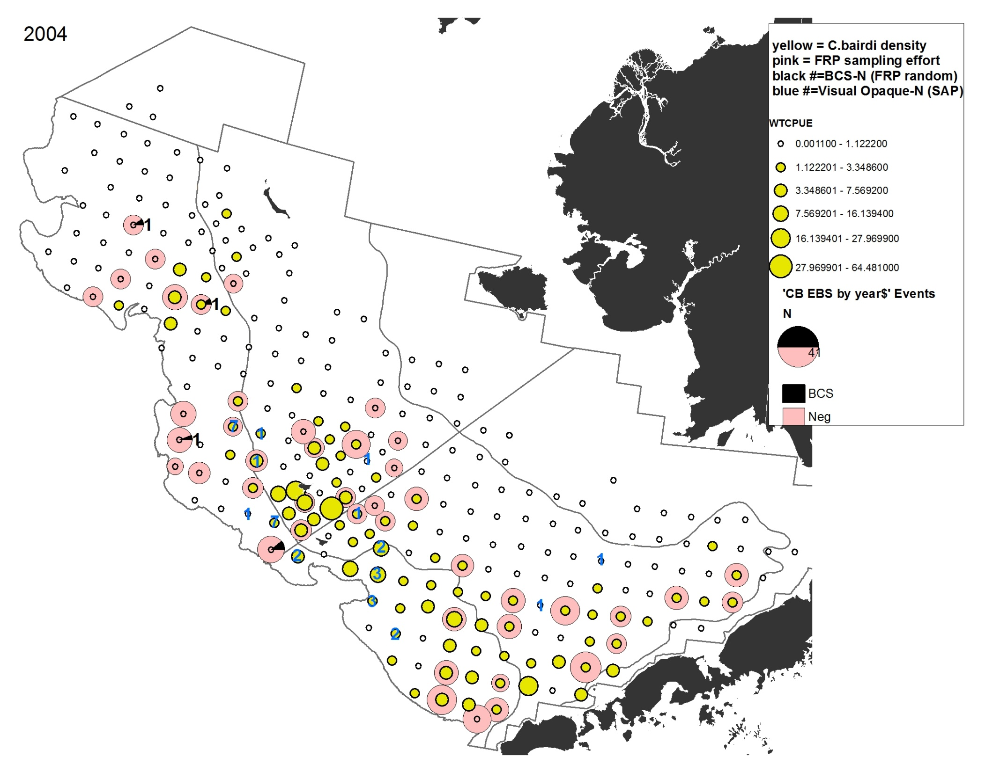 2004
yellow = C.bairdi density
pink = FRP sampling effort
black #=BCS-N (FRP random)
blue #=Visual Opaque-N (SAP)
WTCPUE
0.001100 - 1.122200
1.122201 - 3.348600
3.348601 - 7.569200
7.569201 - 16.139400
16.139401 - 27.969900
27.969901 - 64.481000
'CB EBS by year$' Events
N
41
BCS
Neg
1
1
7
1
1
1
1
1
1
7
2
2
1
3
3
1
2